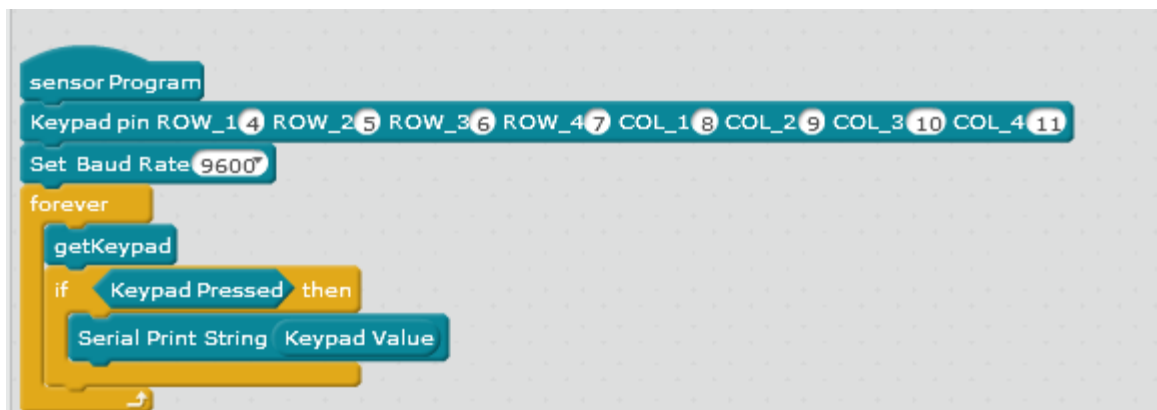 sensor Program
Keypad pin ROW_1 4 ROW_2 5 ROW_3 6 ROW_4 7 COL_1 8 COL_2 9 COL_3 10 COL_4 11
Set Baud Rate 9600
forever
getKeypad
if Keypad Pressed then
Serial Print String Keypad Value